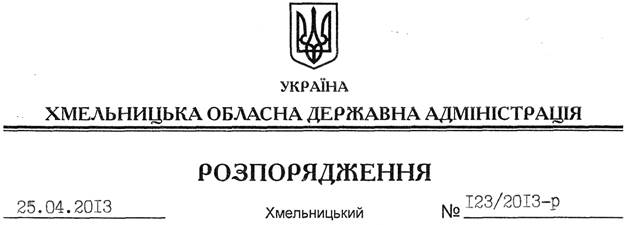 УКРАЇНА
ХМЕЛЬНИЦЬКА ОБЛАСНА ДЕРЖАВНА АДМІНІСТРАЦІЯ
РОЗПОРЯДЖЕННЯ
25.04.2013 Хмельницький № 123/2013-р